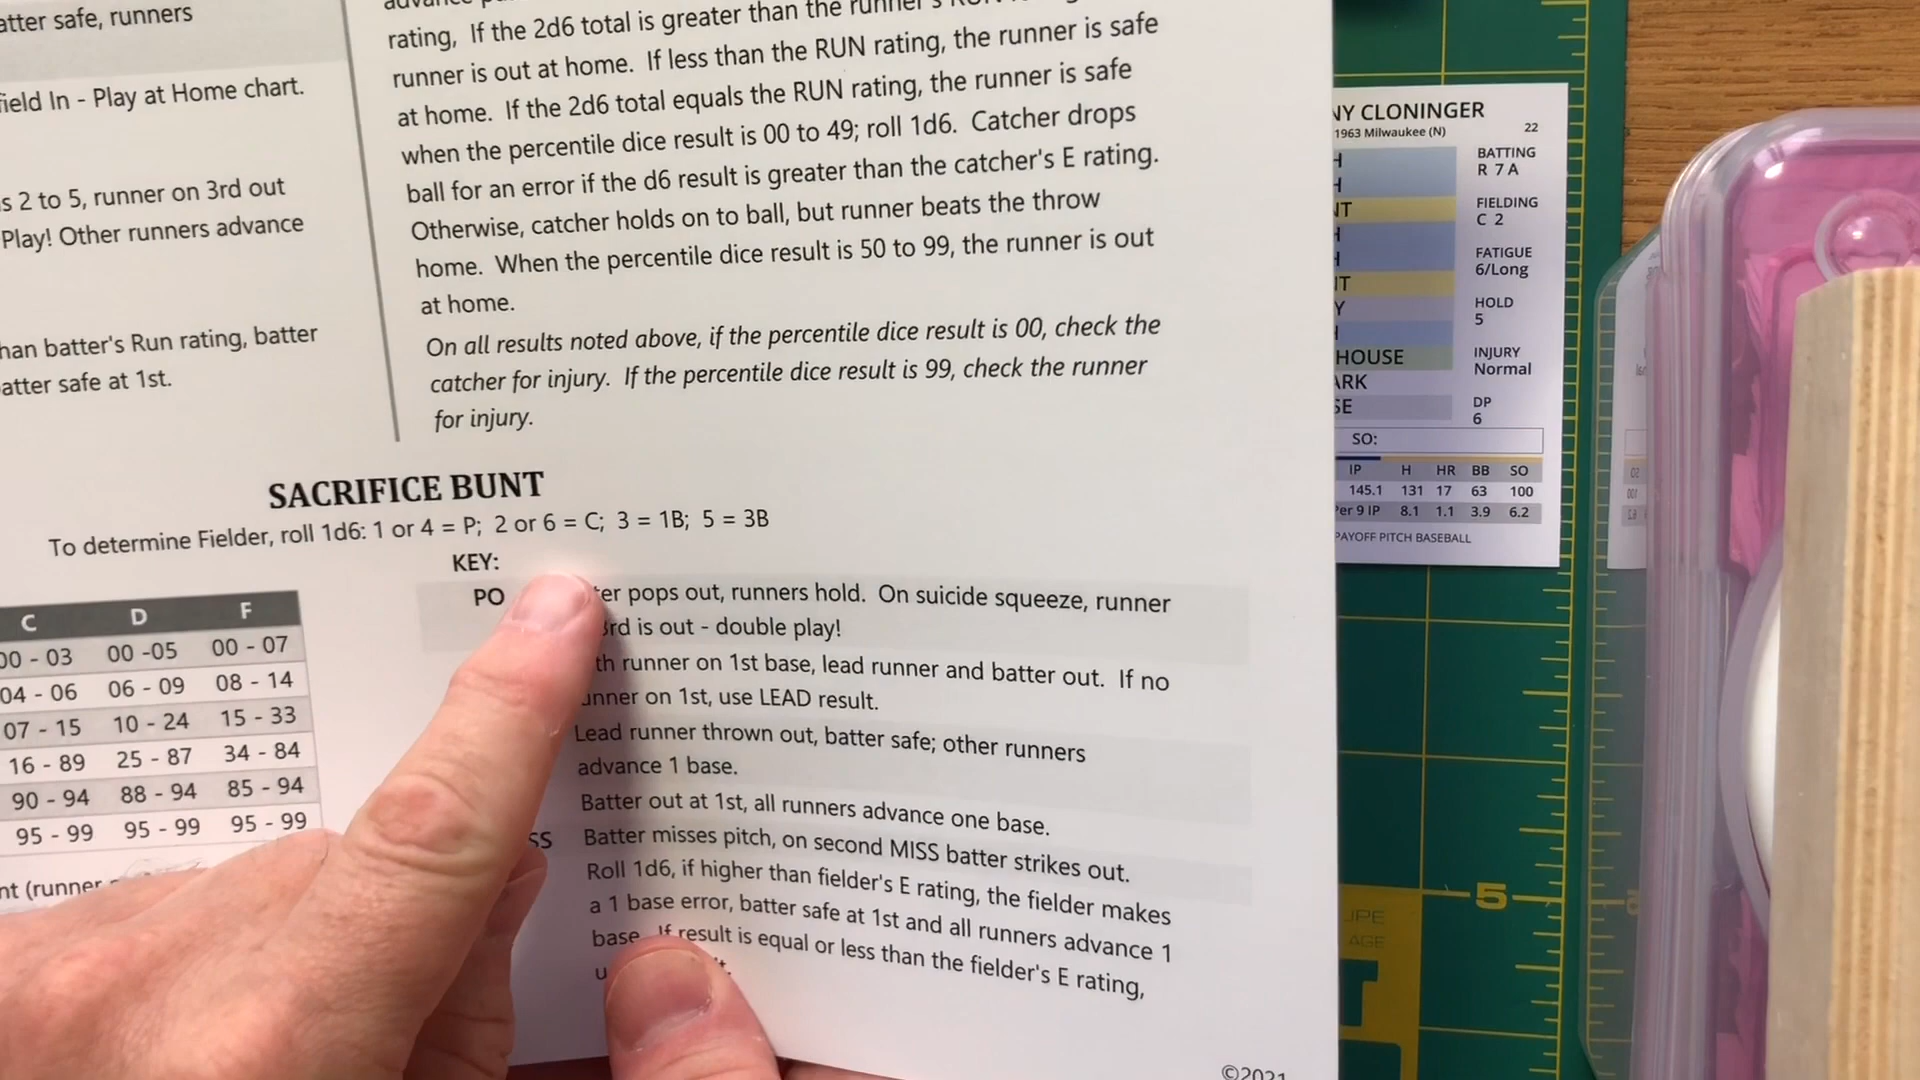 atter safe, runners
field In - Play at Home chart.
s 2 to 5, runner on 3rd out
Play! Other runners advance
han batter's Run rating, batter
atter safe at 1st.
rating, If the 2d6 total is greater than the runner's
runner is out at home. If less than the RUN rating, the runner is safe
at home. If the 2d6 total equals the RUN rating, the runner is safe
when the percentile dice result is 00 to 49; roll 1d6. Catcher drops
ball for an error if the d6 result is greater than the catcher's E rating.
Otherwise, catcher holds on to ball, but runner beats the throw
home. When the percentile dice result is 50 to 99, the runner is out
at home.
On all results noted above, if the percentile dice result is 00, check the
catcher for injury. If the percentile dice result is 99, check the runner
for injury.
SACRIFICE BUNT
To determine Fielder, roll 1d6: 1 or 4 = P; 2 or 6 = C; 3 = 1B; 5 = 3B
C D F
00 - 03 00 -05 00 - 07
04 - 06 06 - 09 08 - 14
07 - 15 10 - 24 15 - 33
16 - 89 25 - 87 34 - 84
90 - 94 88 - 94 85 - 94
95 - 99 95 - 99 95 - 99
nt (runner
KEY:
PO ter pops out, runners hold. On suicide squeeze, runner
3rd is out - double play!
th runner on 1st base, lead runner and batter out. If no
unner on 1st, use LEAD result.
Lead runner thrown out, batter safe; other runners
advance 1 base.
Batter out at 1st, all runners advance one base.
SS Batter misses pitch, on second MISS batter strikes out.
Roll 1d6, if higher than fielder's E rating, the fielder makes
a 1 base error, batter safe at 1st and all runners advance 1
base. If result is equal or less than the fielder's E rating,
©2021
NY CLONINGER
1963 Milwaukee (N) 22
H
H
NT
H
H
IT
Y
H
HOUSE
ARK
SE
BATTING
R 7 A
FIELDING
C 2
FATIGUE
6/Long
HOLD
5
INJURY
Normal
DP
6
SO:
IP H HR BB SO
145.1 131 17 63 100
Per 9 IP 8.1 1.1 3.9 6.2
PAYOFF PITCH BASEBALL
5
UPE
AGE